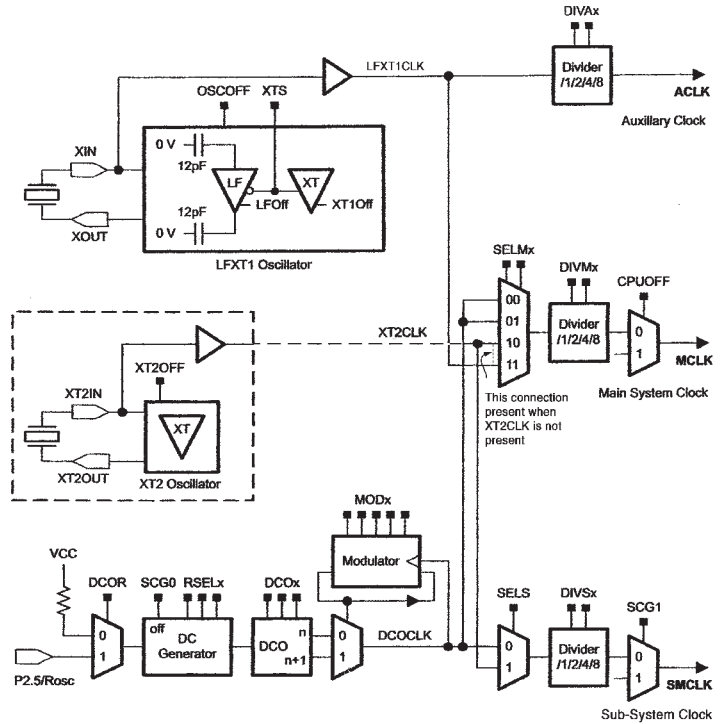 DIVAx
LFXT1CLK
Divider
/1/2/4/8
ACLK
Auxillary Clock
OSCOFF
XTS
XIN
0 V
12pF
LF
XT
LFOff
XT1Off
12pF
0 V
XOUT
LFXT1 Oscillator
SELMx
DIVMx
CPUOFF
00
01
10
11
Divider
/1/2/4/8
0
1
MCLK
Main System Clock
XT2CLK
This connection
present when
XT2CLK is not
present
XT2OFF
XT2IN
XT
XT2OUT
XT2 Oscillator
MODx
Modulator
VCC
DCOR
SCG0
RSELx
DCOx
0
1
off
DC
Generator
DCO
n
n+1
0
1
DCOCLK
P2.5/Rosc
SELS
DIVSx
SCG1
0
1
Divider
/1/2/4/8
0
1
SMCLK
Sub-System Clock